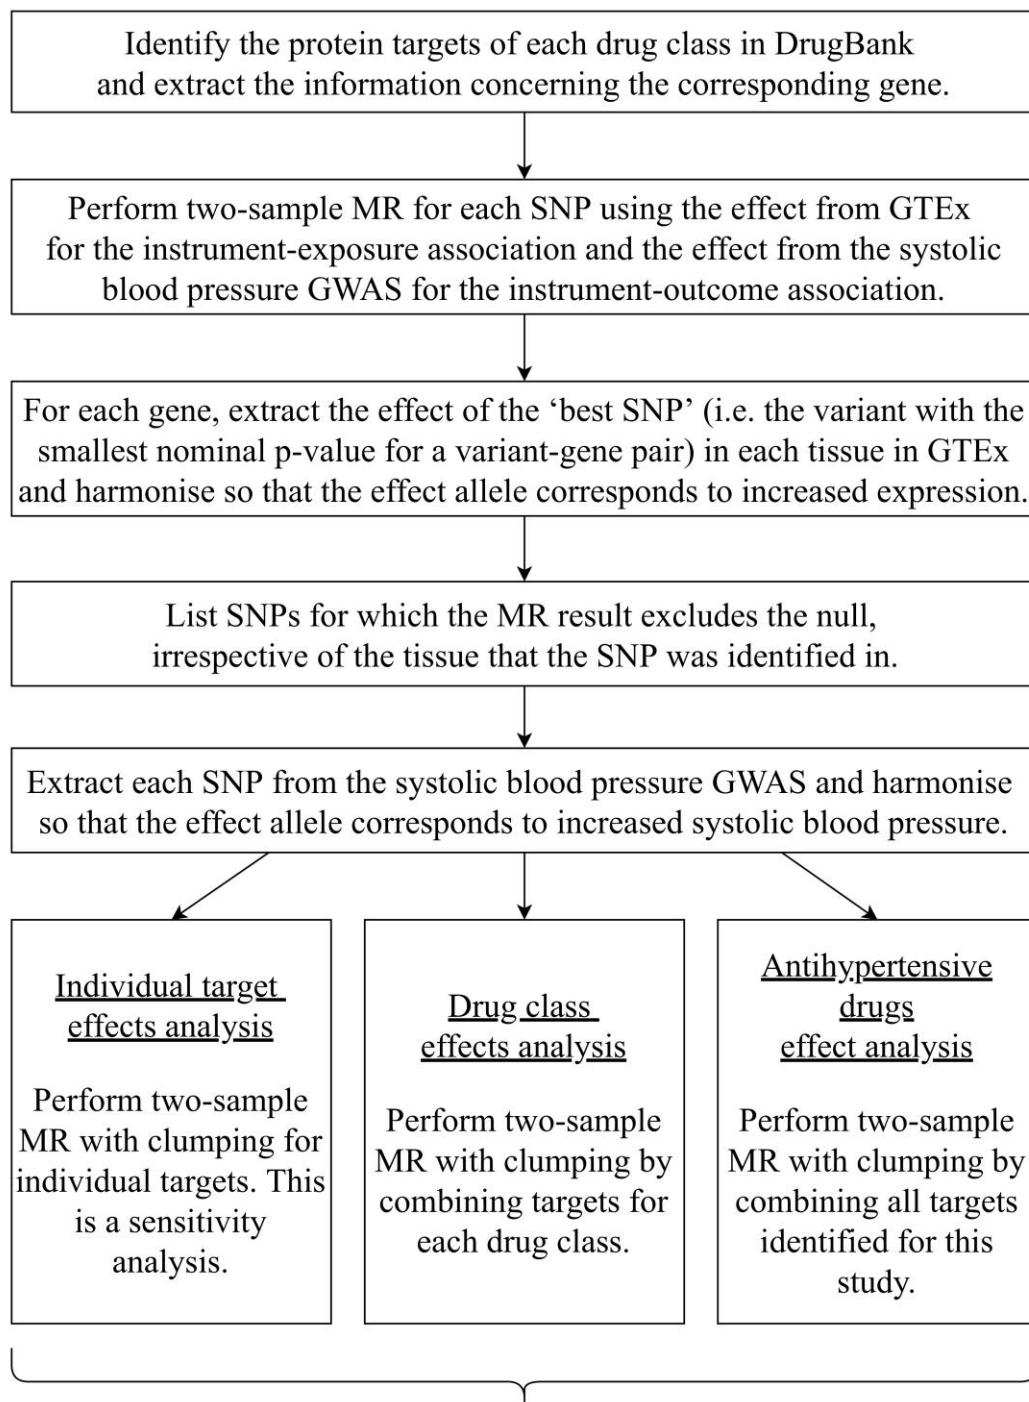 Identify the protein targets of each drug class in DrugBank
and extract the information concerning the corresponding gene.
Perform two-sample MR for each SNP using the effect from GTEx
for the instrument-exposure association and the effect from the systolic
blood pressure GWAS for the instrument-outcome association.
For each gene, extract the effect of the ‘best SNP’ (i.e. the variant with the
smallest nominal p-value for a variant-gene pair) in each tissue in GTEx
and harmonise so that the effect allele corresponds to increased expression.
List SNPs for which the MR result excludes the null,
irrespective of the tissue that the SNP was identified in.
Extract each SNP from the systolic blood pressure GWAS and harmonise
so that the effect allele corresponds to increased systolic blood pressure.
Individual target
effects analysis
Perform two-sample
MR with clumping for
individual targets. This
is a sensitivity
analysis.
Drug class
effects analysis
Perform two-sample
MR with clumping by
combining targets for
each drug class.
Antihypertensive
drugs
effect analysis
Perform two-sample
MR with clumping by
combining all targets
identified for this
study.